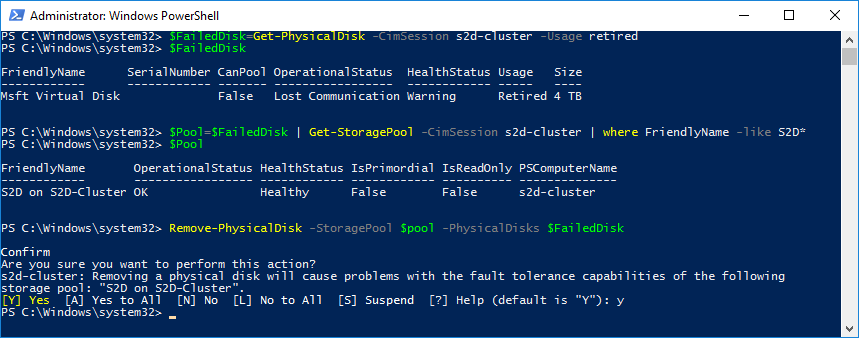 Administrator: Windows PowerShell
PS C:\Windows\system32> $FailedDisk=Get-PhysicalDisk -CimSession s2d-cluster -Usage retired
PS C:\Windows\system32> $FailedDisk
FriendlyName      SerialNumber CanPool OperationalStatus  HealthStatus Usage   Size
------------      ------------ ------- -----------------  ------------ -----   ----
Msft Virtual Disk              False   Lost Communication Warning      Retired 4 TB
PS C:\Windows\system32> $Pool=$FailedDisk | Get-StoragePool -CimSession s2d-cluster | where FriendlyName -like S2D*
PS C:\Windows\system32> $Pool
FriendlyName       OperationalStatus HealthStatus IsPrimordial IsReadOnly PSComputerName
------------       ----------------- ------------ ------------ ---------- --------------
S2D on S2D-Cluster OK                Healthy      False        False      s2d-cluster
PS C:\Windows\system32> Remove-PhysicalDisk -StoragePool $pool -PhysicalDisks $FailedDisk
Confirm
Are you sure you want to perform this action?
s2d-cluster: Removing a physical disk will cause problems with the fault tolerance capabilities of the following
storage pool: "S2D on S2D-Cluster".
[Y] Yes  [A] Yes to All  [N] No  [L] No to All  [S] Suspend  [?] Help (default is "Y"): y
PS C:\Windows\system32>